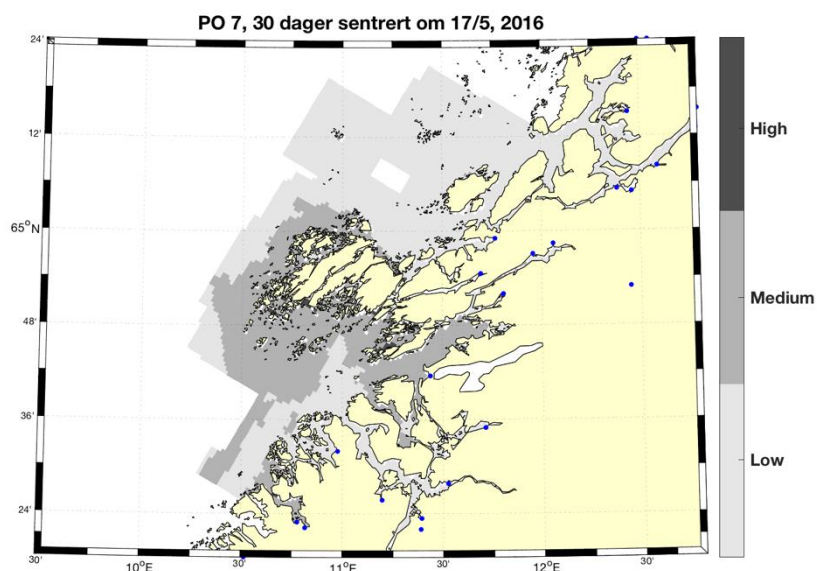 PO 7, 30 dager sentrert om 17/5, 2016
24'
12'
65°N
48'
36'
24'
30'
10°E
30'
11°E
30'
12°E
30'
High
Medium
Low